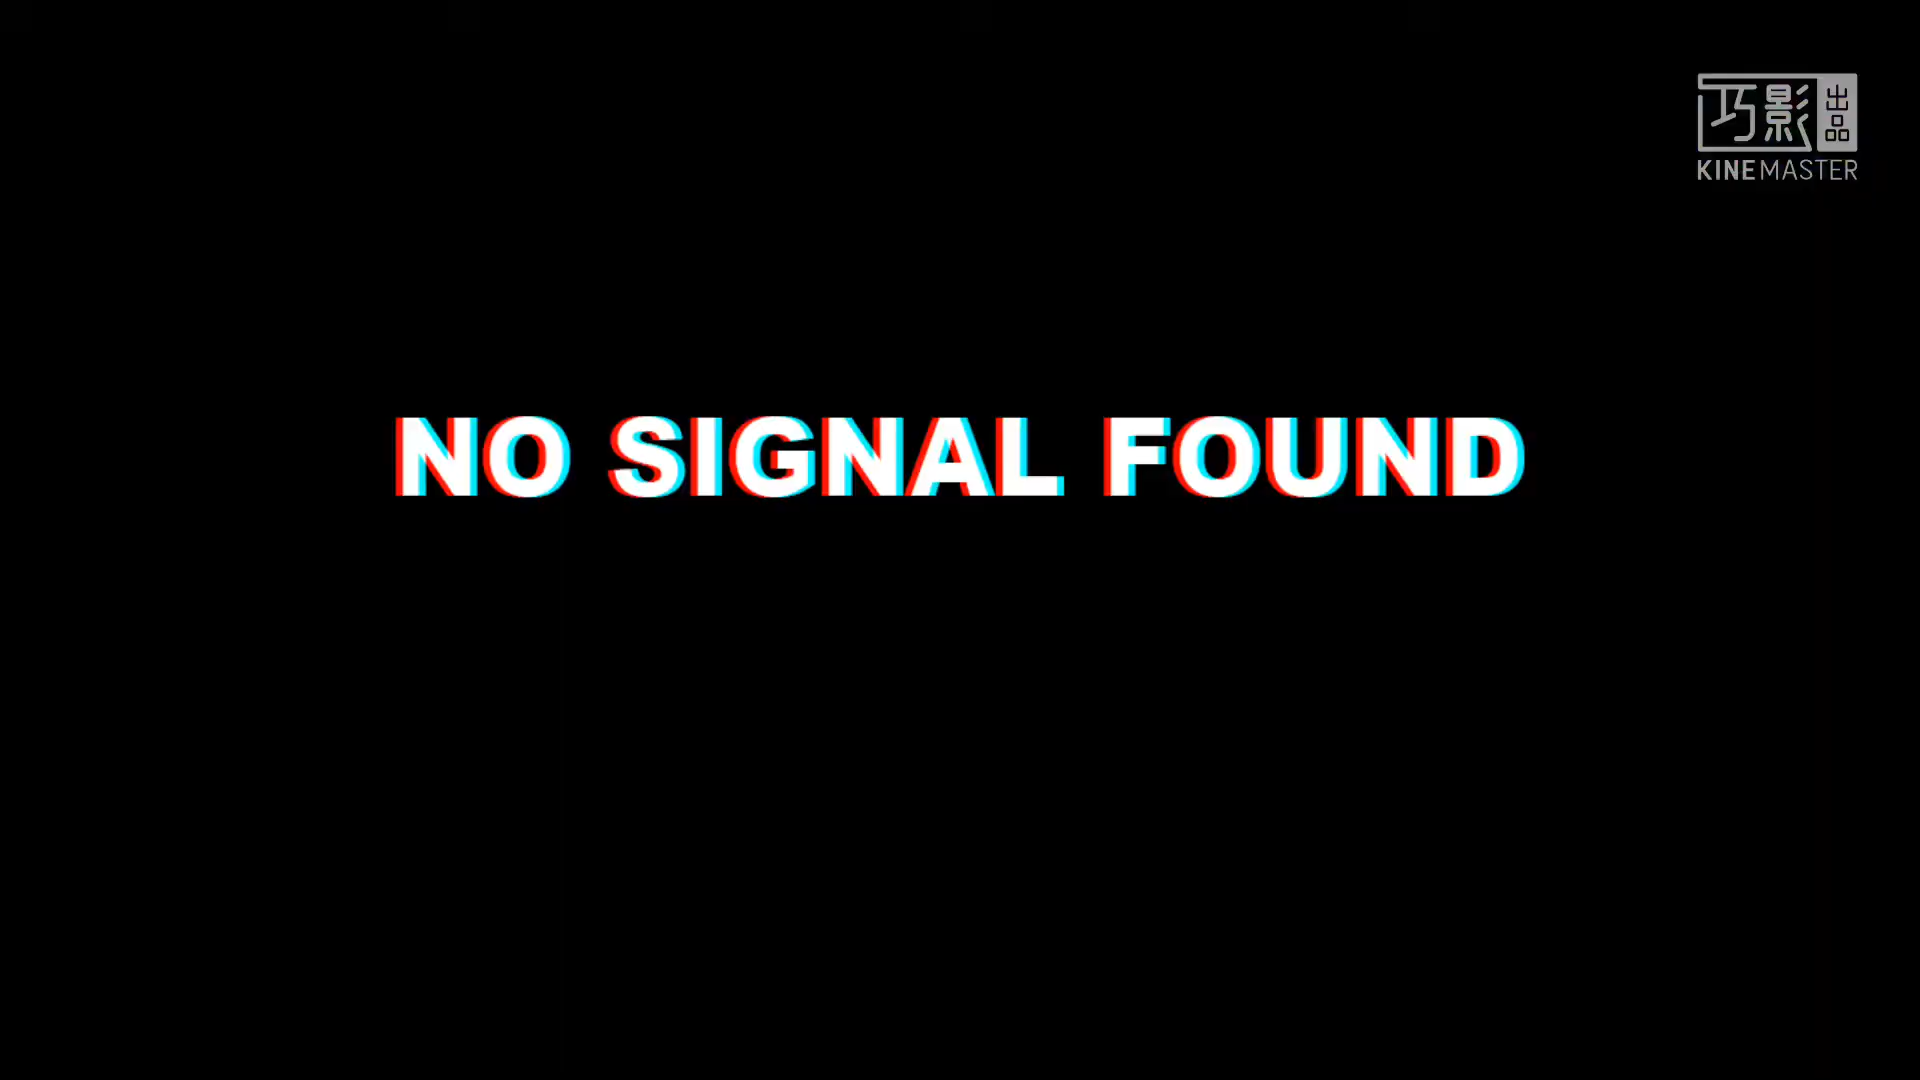 巧影 出品
KINEMASTER
NO SIGNAL FOUND